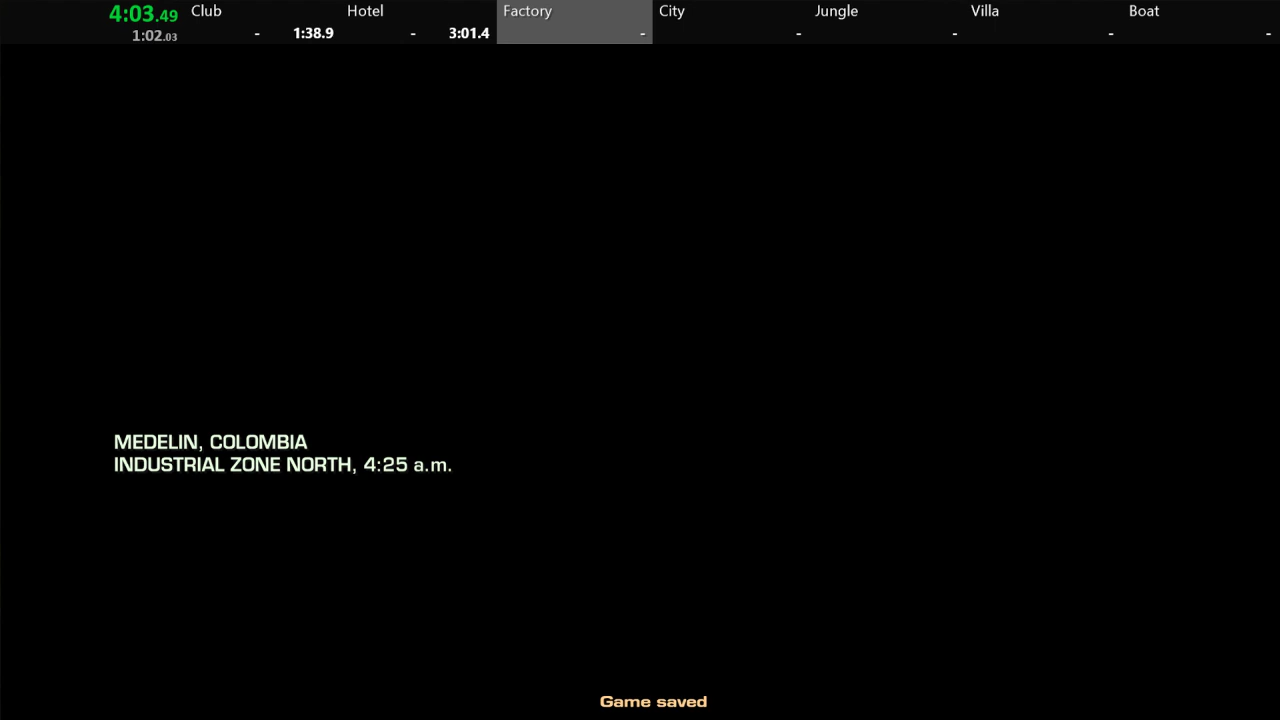 4:03.49 Club Hotel Factory City Jungle Villa Boat
1:02.03 - 1:38.9 - 3:01.4 - - - - -
MEDELIN, COLOMBIA
INDUSTRIAL ZONE NORTH, 4:25 a.m.
Game saved